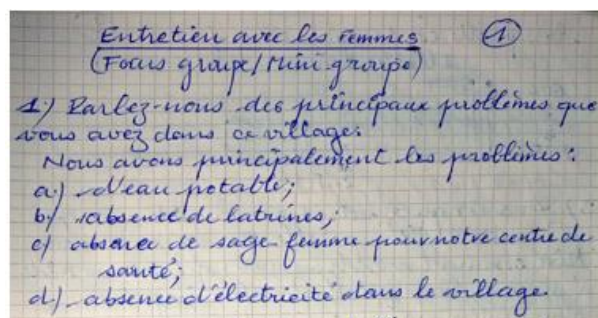 Entretien avec les Femmes ①
(Focus groupe/Mini groupe)
1) Parlez-nous des principaux problèmes que
vous avez dans ce village.
Nous avons principalement les problèmes :
a) d'eau potable;
b) absence de latrines;
c) absence de sage femme pour notre centre de
santé;
d) absence d'électricité dans le village